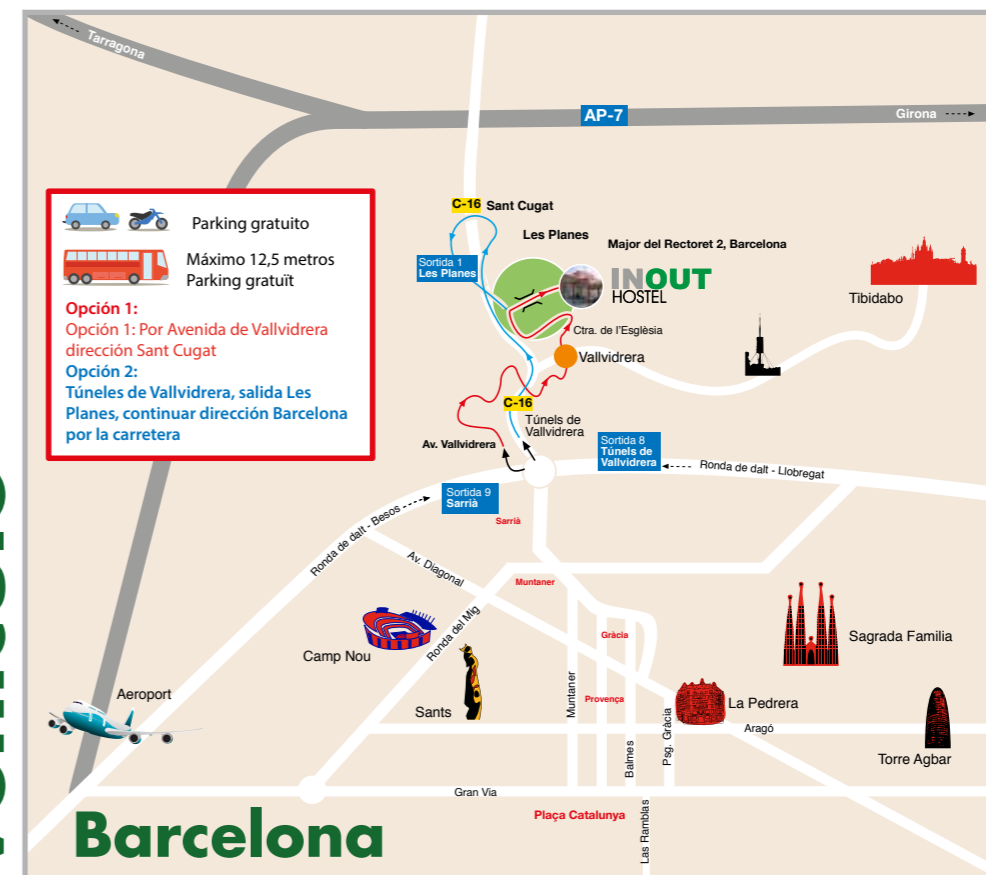 Tarragona
AP-7
Girona
Parking gratuito
Máximo 12,5 metros
Parking gratuït
Opción 1:
Opción 1: Por Avenida de Vallvidrera
dirección Sant Cugat
Opción 2:
Túneles de Vallvidrera, salida Les
Planes, continuar dirección Barcelona
por la carretera
C-16 Sant Cugat
Les Planes
Major del Rectoret 2, Barcelona
Sortida 1
Les Planes
INOUT
HOSTEL
Tibidabo
Ctra. de l'Esglèsia
Vallvidrera
C-16
Túnels de
Vallvidrera
Av. Vallvidrera
Sortida 8
Túnels de
Vallvidrera
Ronda de dalt - Llobregat
Sortida 9
Sarrià
Sarrià
Ronda de dalt - Besos
Av. Diagonal
Muntaner
Ronda del Mig
Camp Nou
Gràcia
Sagrada Familia
Aeroport
Sants
Muntaner
Provença
Balmes
Psg. Gràcia
La Pedrera
Aragó
Torre Agbar
Gran Via
Plaça Catalunya
Las Ramblas
Barcelona